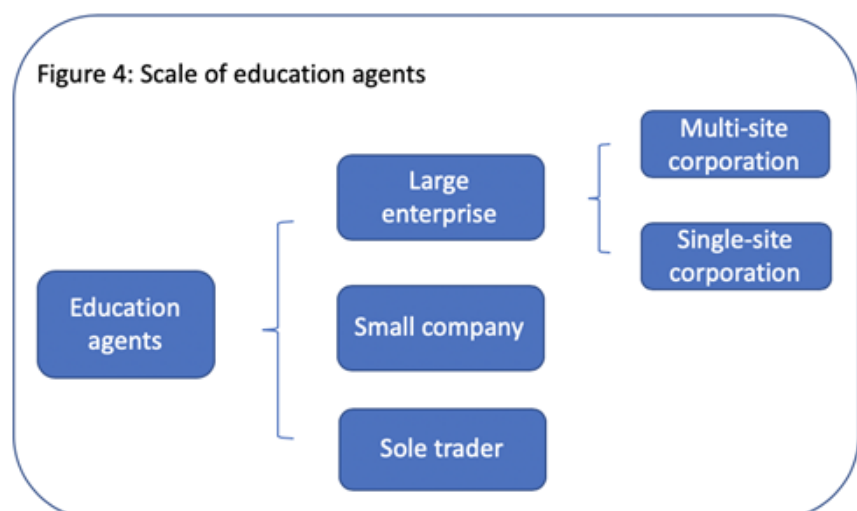 Figure 4: Scale of education agents
Multi-site
corporation
Large
enterprise
Single-site
corporation
Education
agents
Small company
Sole trader